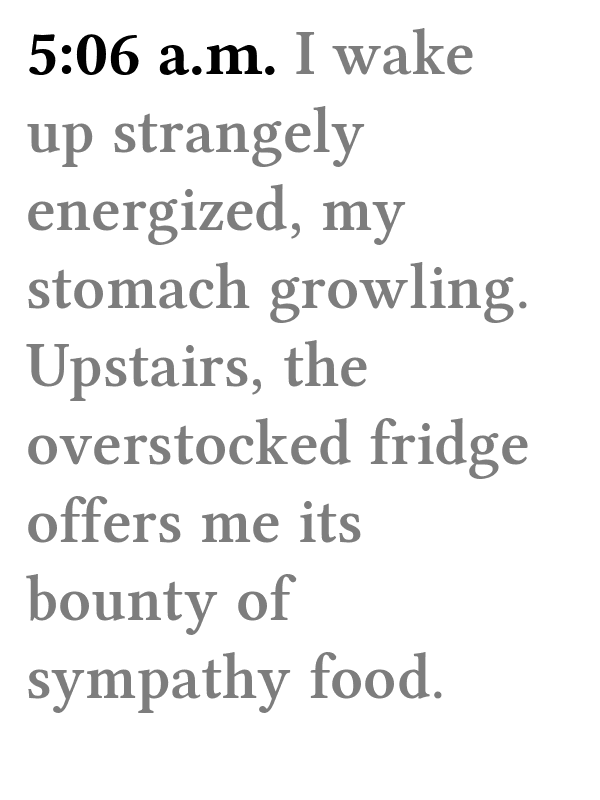 5:06 a.m. I wake
up strangely
energized, my
stomach growling.
Upstairs, the
overstocked fridge
offers me its
bounty of
sympathy food.